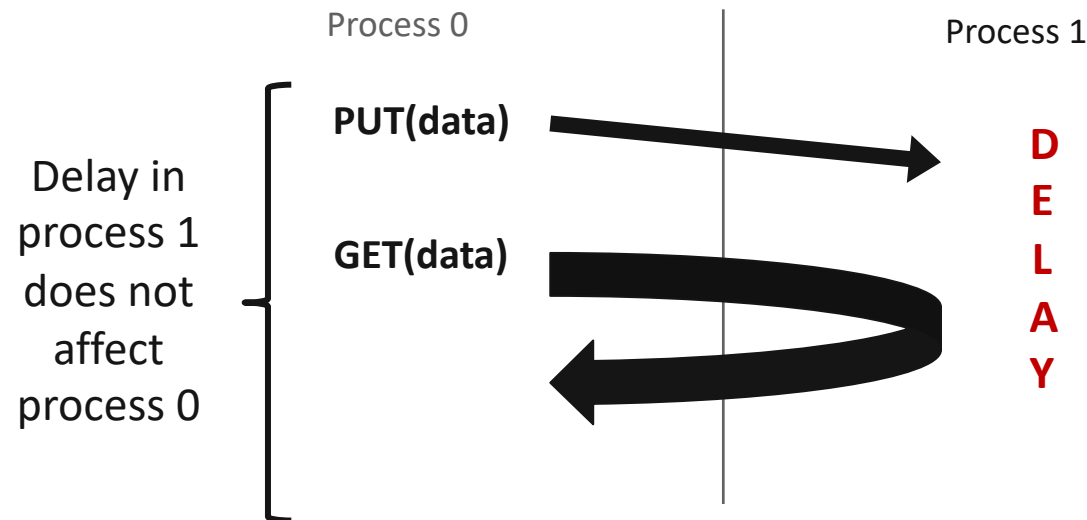 Process 0
Process 1
PUT(data)
GET(data)
Delay in
process 1
does not
affect
process 0
D
E
L
A
Y